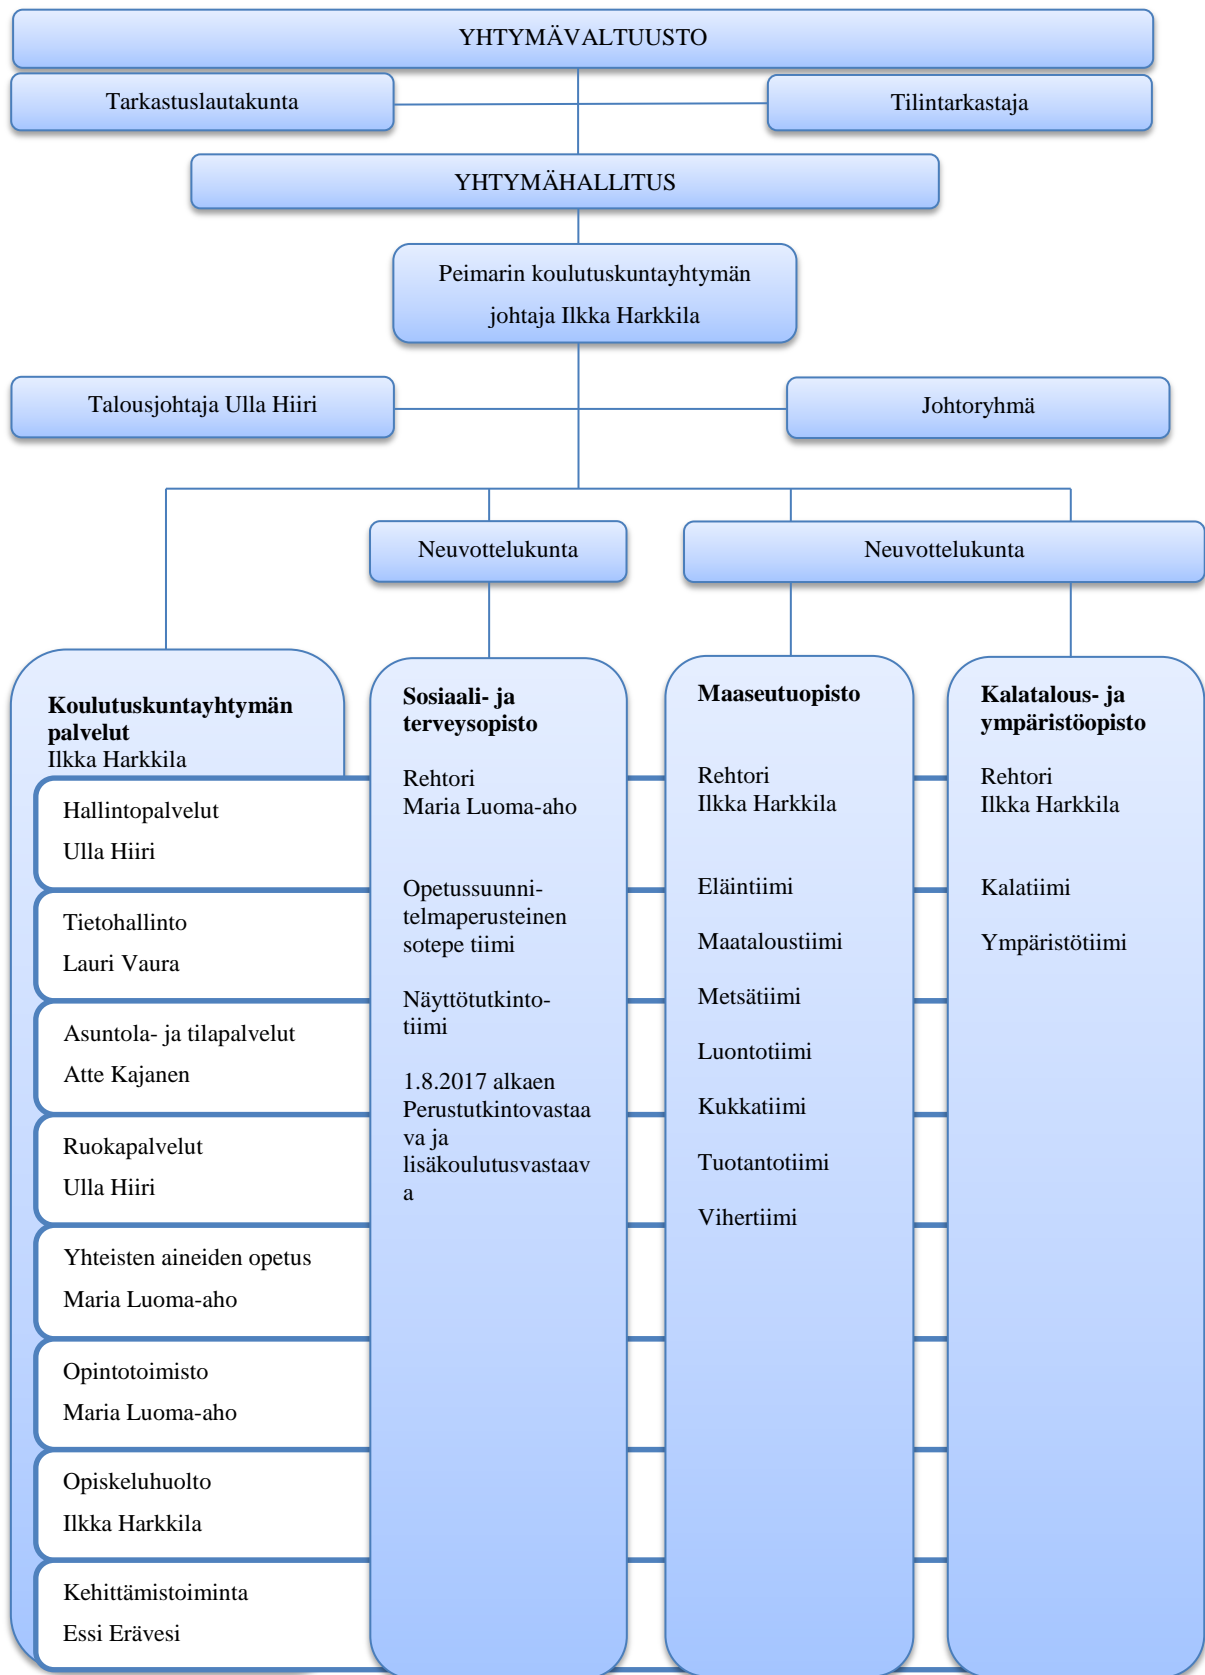 YHTYMÄVALTUUSTO
Tarkastuslautakunta
Tilintarkastaja
YHTYMÄHALLITUS
Peimarin koulutuskuntayhtymän
johtaja Ilkka Harkkila
Talousjohtaja Ulla Hiiri
Johtoryhmä
Neuvottelukunta
Neuvottelukunta
Koulutuskuntayhtymän
palvelut
Ilkka Harkkila
Hallintopalvelut
Ulla Hiiri
Tietohallinto
Lauri Vaura
Asuntola- ja tilapalvelut
Atte Kajanen
Ruokapalvelut
Ulla Hiiri
Yhteisten aineiden opetus
Maria Luoma-aho
Opintotoimisto
Maria Luoma-aho
Opiskeluhuolto
Ilkka Harkkila
Kehittämistoiminta
Essi Erävesi
Sosiaali- ja
terveysopisto
Rehtori
Maria Luoma-aho
Opetussuunni-
telmaperusteinen
sotepe tiimi
Näyttötutkinto-
tiimi
1.8.2017 alkaen
Perustutkintovastaa
va ja
lisäkoulutusvastaav
a
Maaseutuopisto
Rehtori
Ilkka Harkkila
Eläintiimi
Maataloustiimi
Metsätiimi
Luontotiimi
Kukkatiimi
Tuotantotiimi
Vihertiimi
Kalatalous- ja
ympäristöopisto
Rehtori
Ilkka Harkkila
Kalatiimi
Ympäristötiimi